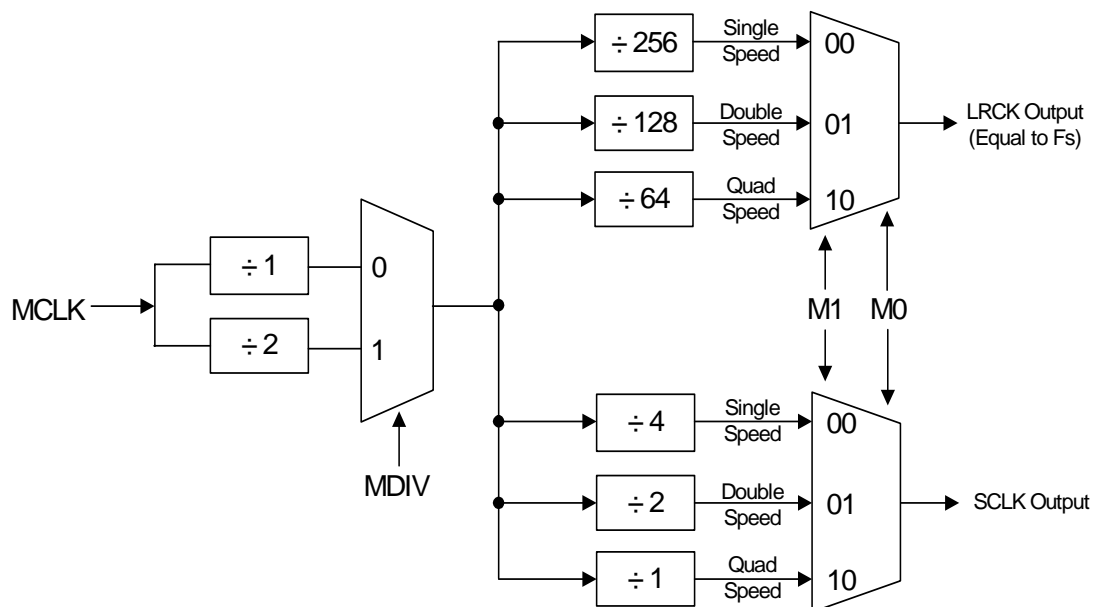 ÷ 256
Single
Speed
00
÷ 128
Double
Speed
01
LRCK Output
(Equal to Fs)
÷ 64
Quad
Speed
10
MCLK
÷ 1
0
÷ 2
1
MDIV
M1
M0
÷ 4
Single
Speed
00
÷ 2
Double
Speed
01
SCLK Output
÷ 1
Quad
Speed
10